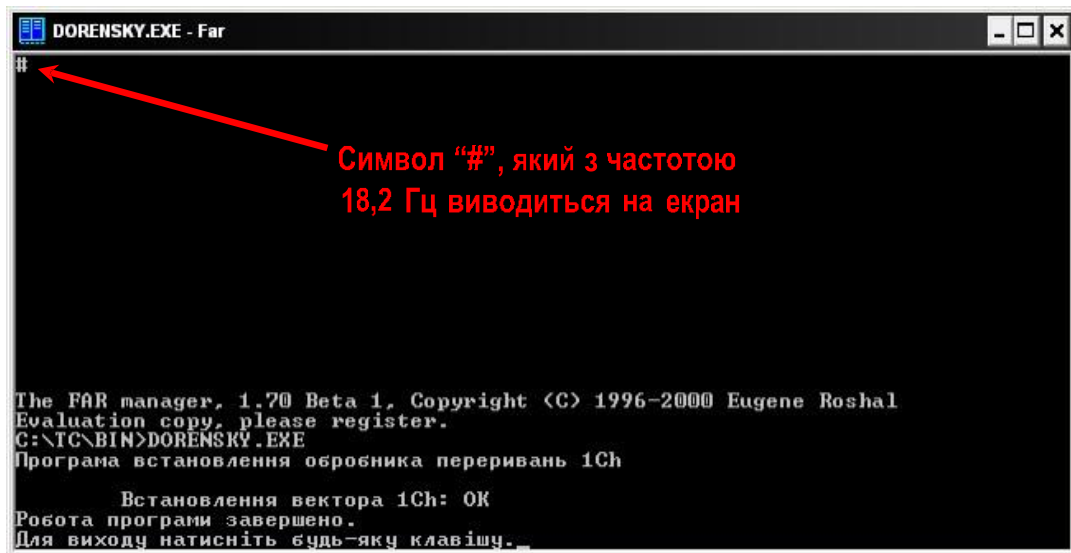 DORENSKY.EXE - Far
#
Символ “#”, який з частотою
18,2 Гц виводиться на екран
The FAR manager, 1.70 Beta 1, Copyright (C) 1996-2000 Eugene Roshal
Evaluation copy, please register.
C:\TC\BIN>DORENSKY.EXE
Програма встановлення обробника переривань 1Ch
Встановлення вектора 1Ch: OK
Робота програми завершено.
Для виходу натисніть будь-яку клавішу._